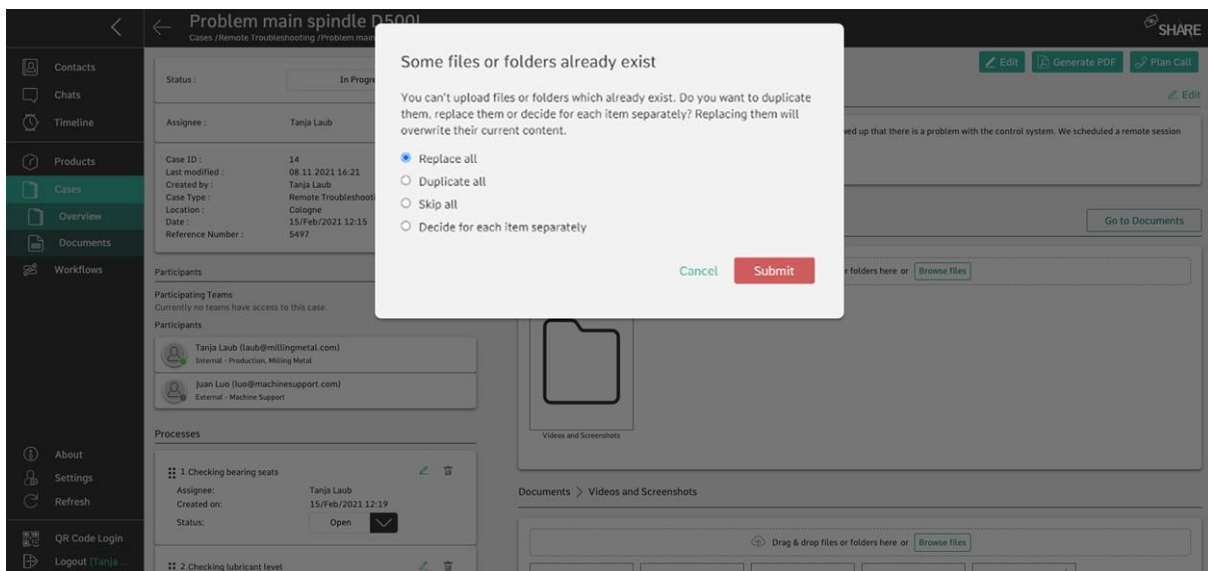 Problem main spindle D500L
Cases /Remote Troubleshooting /Problem main
SHARE
Contacts
Chats
Timeline
Products
Cases
Overview
Documents
Workflows
About
Settings
Refresh
QR Code Login
Logout (Tanja ...
Status :
In Progre
Assignee :
Tanja Laub
Case ID :
14
Last modified :
08.11.2021 16:21
Created by :
Tanja Laub
Case Type :
Remote Troubleshooti
Location :
Cologne
Date :
15/Feb/2021 12:15
Reference Number :
5497
Participants
Participating Teams
Currently no teams have access to this case.
Participants
Tanja Laub (laub@millingmetal.com)
Internal - Production, Milling Metal
Juan Luo (luo@machinesupport.com)
External - Machine Support
Processes
1.Checking bearing seats
Assignee:
Tanja Laub
Created on:
15/Feb/2021 12:19
Status:
Open
2.Checking lubricant level
Some files or folders already exist
You can't upload files or folders which already exist. Do you want to duplicate
them, replace them or decide for each item separately? Replacing them will
overwrite their current content.
Replace all
Duplicate all
Skip all
Decide for each item separately
Cancel
Submit
Edit
Generate PDF
Plan Call
Edit
ed up that there is a problem with the control system. We scheduled a remote session
Go to Documents
r folders here or
Browse files
Videos and Screenshots
Documents > Videos and Screenshots
Drag & drop files or folders here or
Browse files